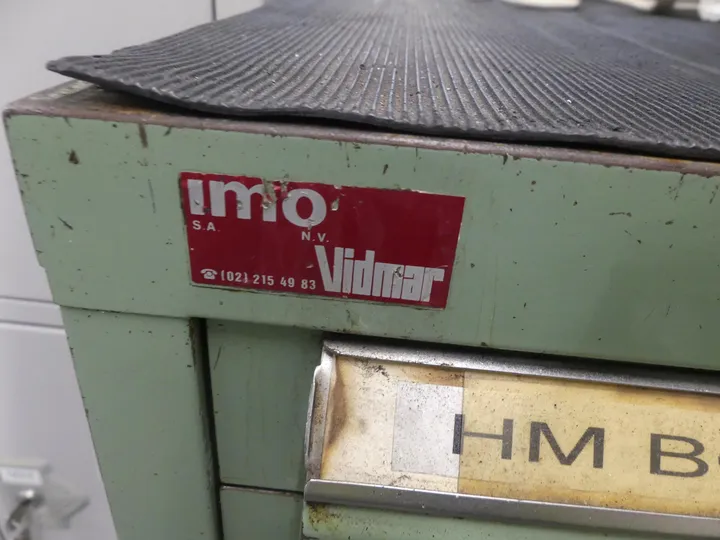 imo
S.A.
N.V.
Vidmar
☎ (02) 215 49 83
HM